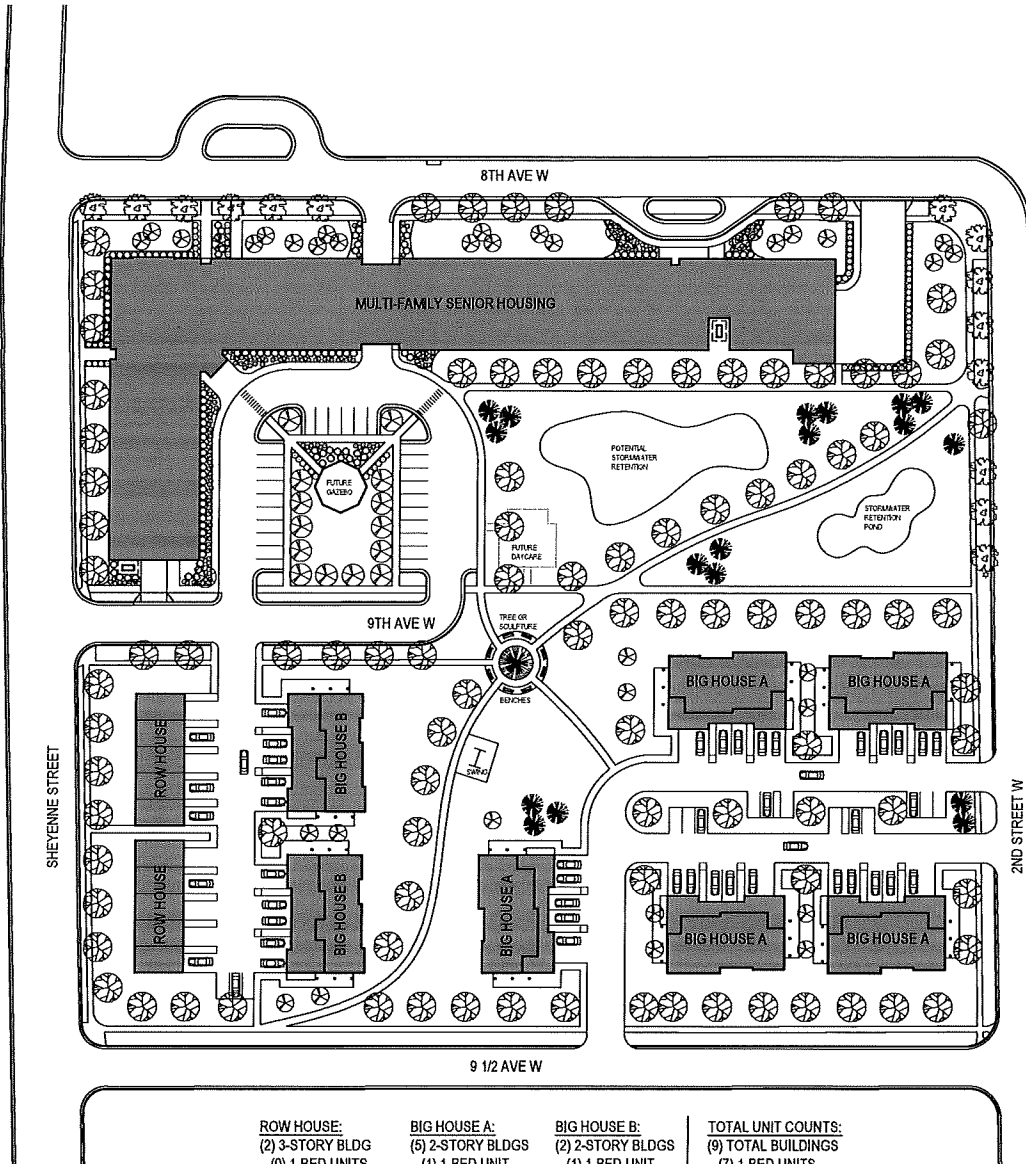 8TH AVE W
MULTI-FAMILY SENIOR HOUSING
POTENTIAL
STORMWATER
RETENTION
FUTURE
GAZEBO
STORMWATER
RETENTION
POND
FUTURE
DAYCARE
9TH AVE W
TREE OR
SCULPTURE
BENCHES
BIG HOUSE A
BIG HOUSE A
SHEYENNE STREET
ROW HOUSE
BIG HOUSE B
SWING
2ND STREET W
ROW HOUSE
BIG HOUSE B
BIG HOUSE A
BIG HOUSE A
BIG HOUSE A
9 1/2 AVE W
ROW HOUSE:
(2) 3-STORY BLDG
(0) 1 BED UNITS
BIG HOUSE A:
(5) 2-STORY BLDGS
(1) 1 BED UNIT
BIG HOUSE B:
(2) 2-STORY BLDGS
(1) 1 BED UNIT
TOTAL UNIT COUNTS:
(9) TOTAL BUILDINGS
(7) 1 BED UNITS